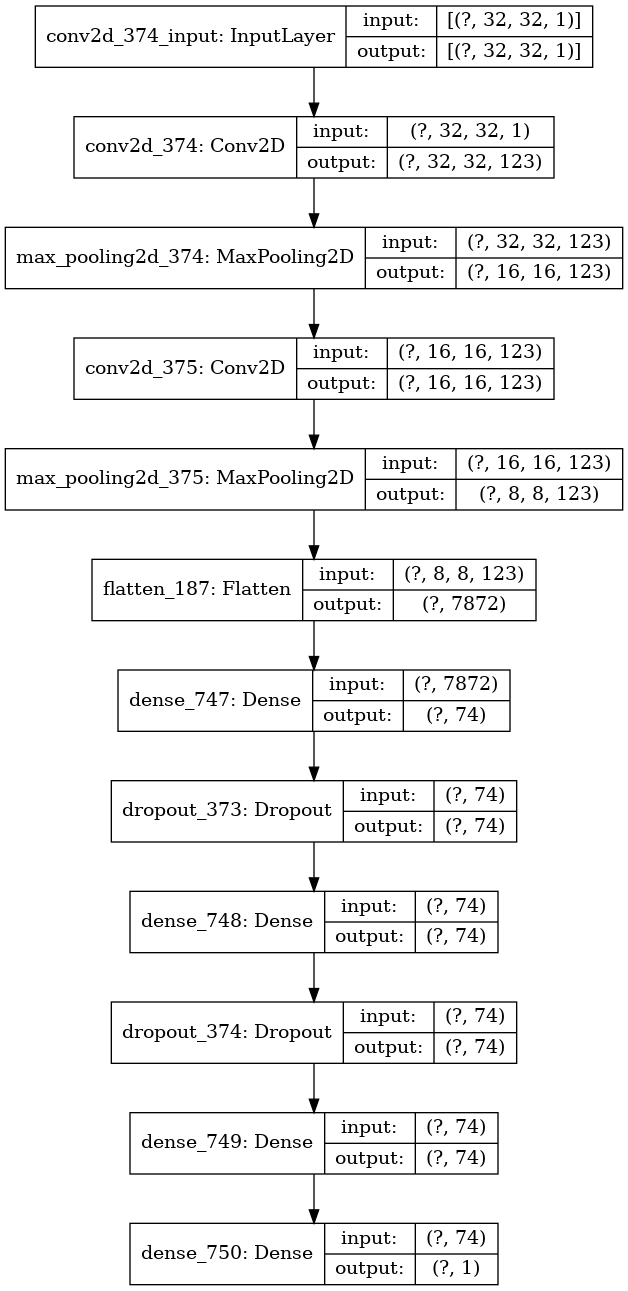 conv2d_374_input: InputLayer
input: [(?, 32, 32, 1)]
output: [(?, 32, 32, 1)]
conv2d_374: Conv2D
input: (?, 32, 32, 1)
output: (?, 32, 32, 123)
max_pooling2d_374: MaxPooling2D
input: (?, 32, 32, 123)
output: (?, 16, 16, 123)
conv2d_375: Conv2D
input: (?, 16, 16, 123)
output: (?, 16, 16, 123)
max_pooling2d_375: MaxPooling2D
input: (?, 16, 16, 123)
output: (?, 8, 8, 123)
flatten_187: Flatten
input: (?, 8, 8, 123)
output: (?, 7872)
dense_747: Dense
input: (?, 7872)
output: (?, 74)
dropout_373: Dropout
input: (?, 74)
output: (?, 74)
dense_748: Dense
input: (?, 74)
output: (?, 74)
dropout_374: Dropout
input: (?, 74)
output: (?, 74)
dense_749: Dense
input: (?, 74)
output: (?, 74)
dense_750: Dense
input: (?, 74)
output: (?, 1)